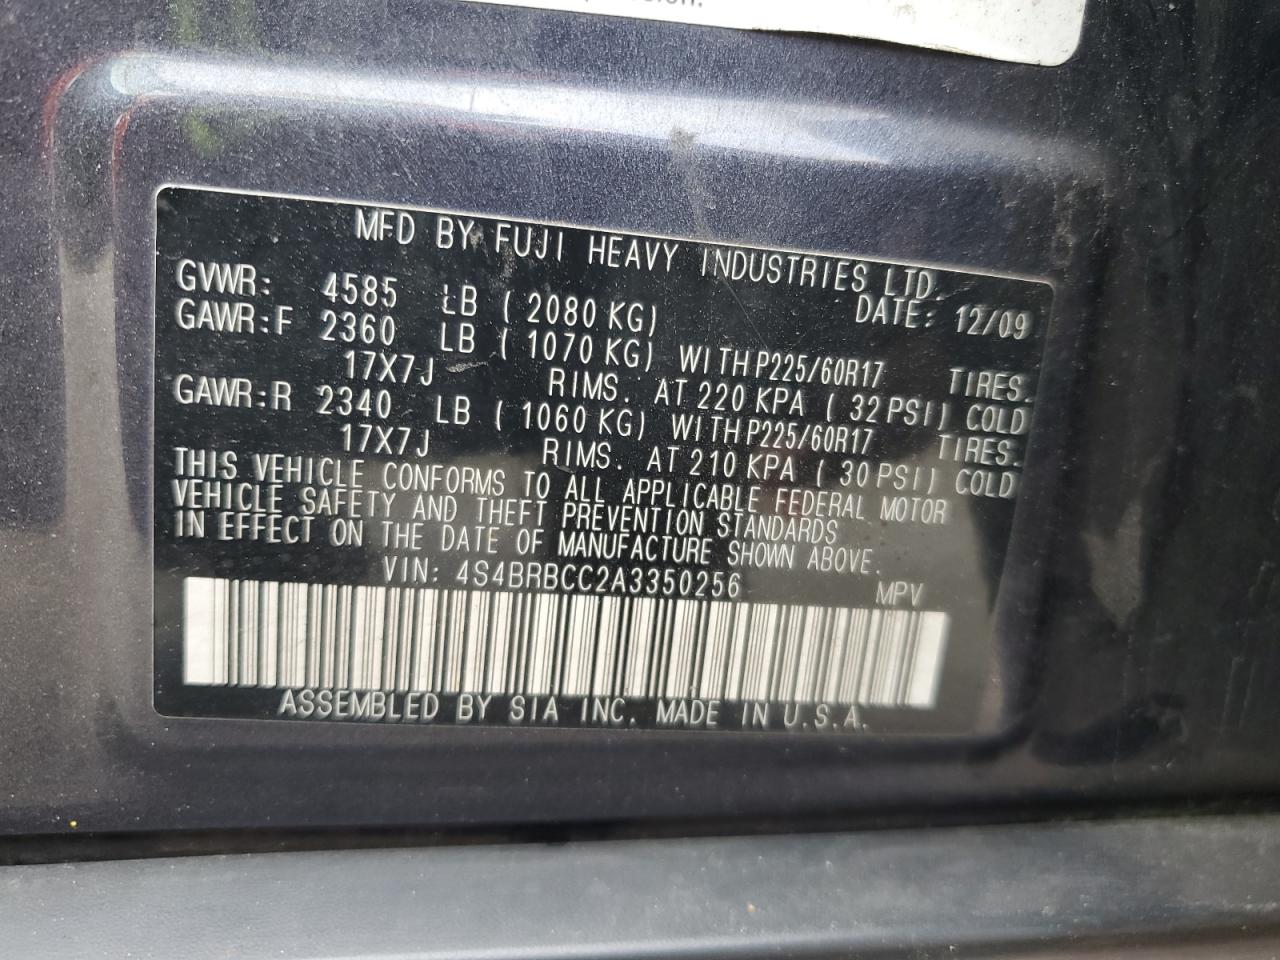 MFD BY FUJI HEAVY INDUSTRIES LTD.
GVWR: 4585 LB ( 2080 KG) DATE: 12/09
GAWR:F 2360 LB ( 1070 KG) WITH P225/60R17 TIRES.
17X7J RIMS. AT 220 KPA ( 32 PSI) COLD
GAWR:R 2340 LB ( 1060 KG) WITH P225/60R17 TIRES.
17X7J RIMS. AT 210 KPA ( 30 PSI) COLD
THIS VEHICLE CONFORMS TO ALL APPLICABLE FEDERAL MOTOR
VEHICLE SAFETY AND THEFT PREVENTION STANDARDS
IN EFFECT ON THE DATE OF MANUFACTURE SHOWN ABOVE.
VIN: 4S4BRBCC2A3350256 MPV
ASSEMBLED BY SIA INC. MADE IN U.S.A.